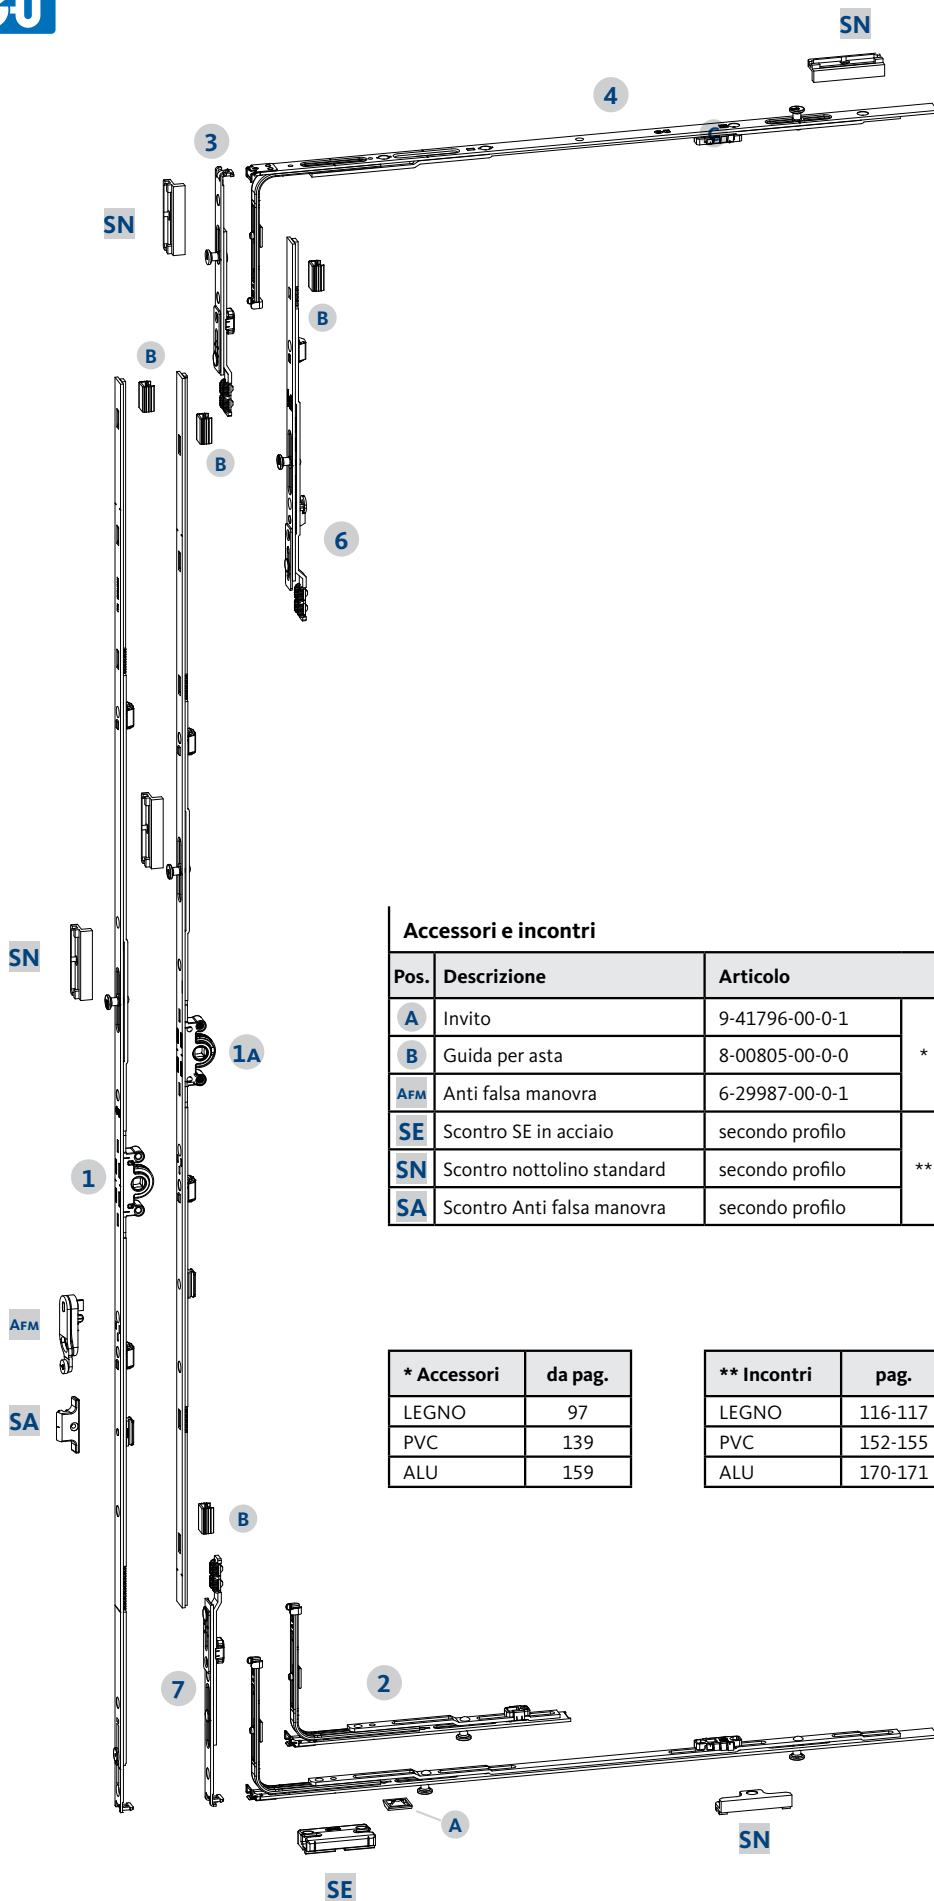 G-U
SN
4
3
C
SN
B
B
B
6
SN
1A
1
AFM
SA
B
7
2
A
SN
SE
Accessori e incontri
Pos. Descrizione Articolo
A Invito 9-41796-00-0-1
B Guida per asta 8-00805-00-0-0 *
AFM Anti falsa manovra 6-29987-00-0-1
SE Scontro SE in acciaio secondo profilo
SN Scontro nottolino standard secondo profilo **
SA Scontro Anti falsa manovra secondo profilo
* Accessori da pag.
LEGNO 97
PVC 139
ALU 159
** Incontri pag.
LEGNO 116-117
PVC 152-155
ALU 170-171